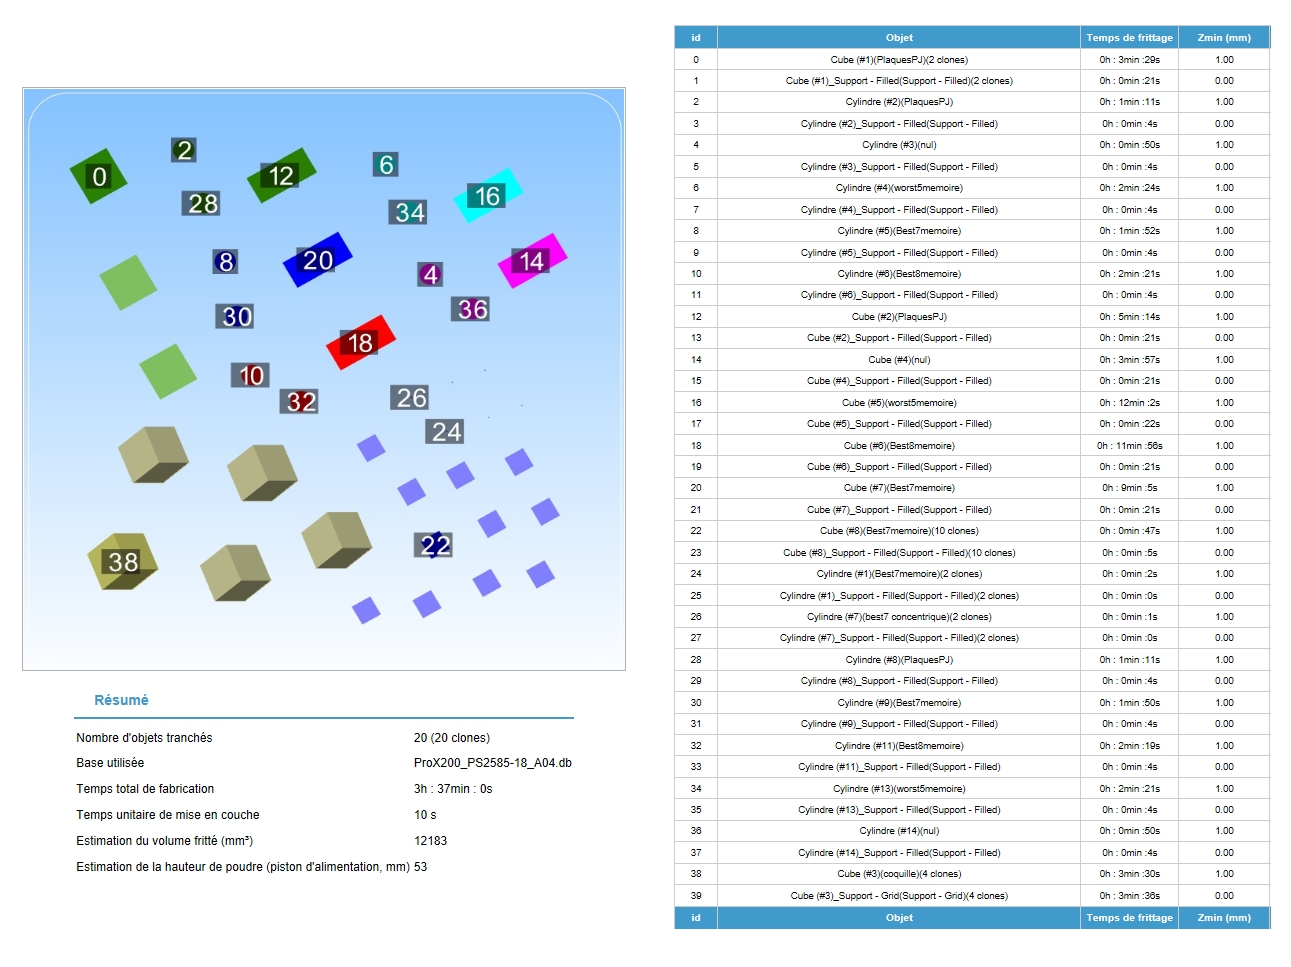 0
2
12
6
16
28
34
8
20
4
14
30
36
18
10
32
26
24
22
38
Résumé
Nombre d'objets tranchés 20 (20 clones)
Base utilisée ProX200_PS2585-18_A04.db
Temps total de fabrication 3h : 37min : 0s
Temps unitaire de mise en couche 10 s
Estimation du volume fritté (mm³) 12183
Estimation de la hauteur de poudre (piston d'alimentation, mm) 53
id Objet Temps de frittage Zmin (mm)
0 Cube (#1)(PlaquesPJ)(2 clones) 0h : 3min :29s 1.00
1 Cube (#1)_Support - Filled(Support - Filled)(2 clones) 0h : 0min :21s 0.00
2 Cylindre (#2)(PlaquesPJ) 0h : 1min :11s 1.00
3 Cylindre (#2)_Support - Filled(Support - Filled) 0h : 0min :4s 0.00
4 Cylindre (#3)(nul) 0h : 0min :50s 1.00
5 Cylindre (#3)_Support - Filled(Support - Filled) 0h : 0min :4s 0.00
6 Cylindre (#4)(worst5memoire) 0h : 2min :24s 1.00
7 Cylindre (#4)_Support - Filled(Support - Filled) 0h : 0min :4s 0.00
8 Cylindre (#5)(Best7memoire) 0h : 1min :52s 1.00
9 Cylindre (#5)_Support - Filled(Support - Filled) 0h : 0min :4s 0.00
10 Cylindre (#6)(Best8memoire) 0h : 2min :21s 1.00
11 Cylindre (#6)_Support - Filled(Support - Filled) 0h : 0min :4s 0.00
12 Cube (#2)(PlaquesPJ) 0h : 5min :14s 1.00
13 Cube (#2)_Support - Filled(Support - Filled) 0h : 0min :21s 0.00
14 Cube (#4)(nul) 0h : 3min :57s 1.00
15 Cube (#4)_Support - Filled(Support - Filled) 0h : 0min :21s 0.00
16 Cube (#5)(worst5memoire) 0h : 12min :2s 1.00
17 Cube (#5)_Support - Filled(Support - Filled) 0h : 0min :22s 0.00
18 Cube (#6)(Best8memoire) 0h : 11min :56s 1.00
19 Cube (#6)_Support - Filled(Support - Filled) 0h : 0min :21s 0.00
20 Cube (#7)(Best7memoire) 0h : 9min :5s 1.00
21 Cube (#7)_Support - Filled(Support - Filled) 0h : 0min :21s 0.00
22 Cube (#8)(Best7memoire)(10 clones) 0h : 0min :47s 1.00
23 Cube (#8)_Support - Filled(Support - Filled)(10 clones) 0h : 0min :5s 0.00
24 Cylindre (#1)(Best7memoire)(2 clones) 0h : 0min :2s 1.00
25 Cylindre (#1)_Support - Filled(Support - Filled)(2 clones) 0h : 0min :0s 0.00
26 Cylindre (#7)(best7 concentrique)(2 clones) 0h : 0min :1s 1.00
27 Cylindre (#7)_Support - Filled(Support - Filled)(2 clones) 0h : 0min :0s 0.00
28 Cylindre (#8)(PlaquesPJ) 0h : 1min :11s 1.00
29 Cylindre (#8)_Support - Filled(Support - Filled) 0h : 0min :4s 0.00
30 Cylindre (#9)(Best7memoire) 0h : 1min :50s 1.00
31 Cylindre (#9)_Support - Filled(Support - Filled) 0h : 0min :4s 0.00
32 Cylindre (#11)(Best8memoire) 0h : 2min :19s 1.00
33 Cylindre (#11)_Support - Filled(Support - Filled) 0h : 0min :4s 0.00
34 Cylindre (#13)(worst5memoire) 0h : 2min :21s 1.00
35 Cylindre (#13)_Support - Filled(Support - Filled) 0h : 0min :4s 0.00
36 Cylindre (#14)(nul) 0h : 0min :50s 1.00
37 Cylindre (#14)_Support - Filled(Support - Filled) 0h : 0min :4s 0.00
38 Cube (#3)(coquille)(4 clones) 0h : 3min :30s 1.00
39 Cube (#3)_Support - Grid(Support - Grid)(4 clones) 0h : 3min :36s 0.00
id Objet Temps de frittage Zmin (mm)